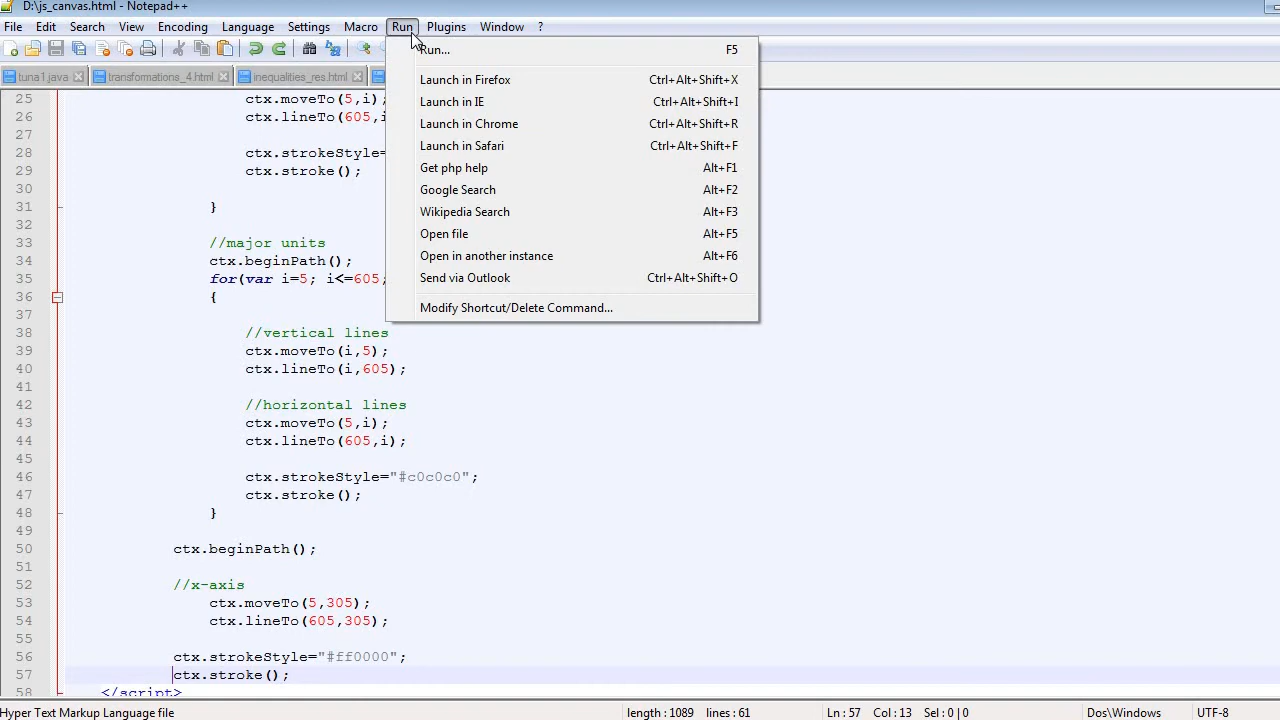 D:\js_canvas.html - Notepad++
File Edit Search View Encoding Language Settings Macro Run Plugins Window ?
tuna1.java transformations_4.html inequalities_res.html
Run... F5
Launch in Firefox Ctrl+Alt+Shift+X
Launch in IE Ctrl+Alt+Shift+I
Launch in Chrome Ctrl+Alt+Shift+R
Launch in Safari Ctrl+Alt+Shift+F
Get php help Alt+F1
Google Search Alt+F2
Wikipedia Search Alt+F3
Open file Alt+F5
Open in another instance Alt+F6
Send via Outlook Ctrl+Alt+Shift+O
Modify Shortcut/Delete Command...
25 ctx.moveTo(5,i);
26 ctx.lineTo(605,i
27
28 ctx.strokeStyle=
29 ctx.stroke();
30
31 }
32
33 //major units
34 ctx.beginPath();
35 for(var i=5; i<=605;
36 {
37
38 //vertical lines
39 ctx.moveTo(i,5);
40 ctx.lineTo(i,605);
41
42 //horizontal lines
43 ctx.moveTo(5,i);
44 ctx.lineTo(605,i);
45
46 ctx.strokeStyle="#c0c0c0";
47 ctx.stroke();
48 }
49
50 ctx.beginPath();
51
52 //x-axis
53 ctx.moveTo(5,305);
54 ctx.lineTo(605,305);
55
56 ctx.strokeStyle="#ff0000";
57 ctx.stroke();
58 </script>
Hyper Text Markup Language file length : 1089 lines : 61 Ln : 57 Col : 13 Sel : 0 | 0 Dos\Windows UTF-8